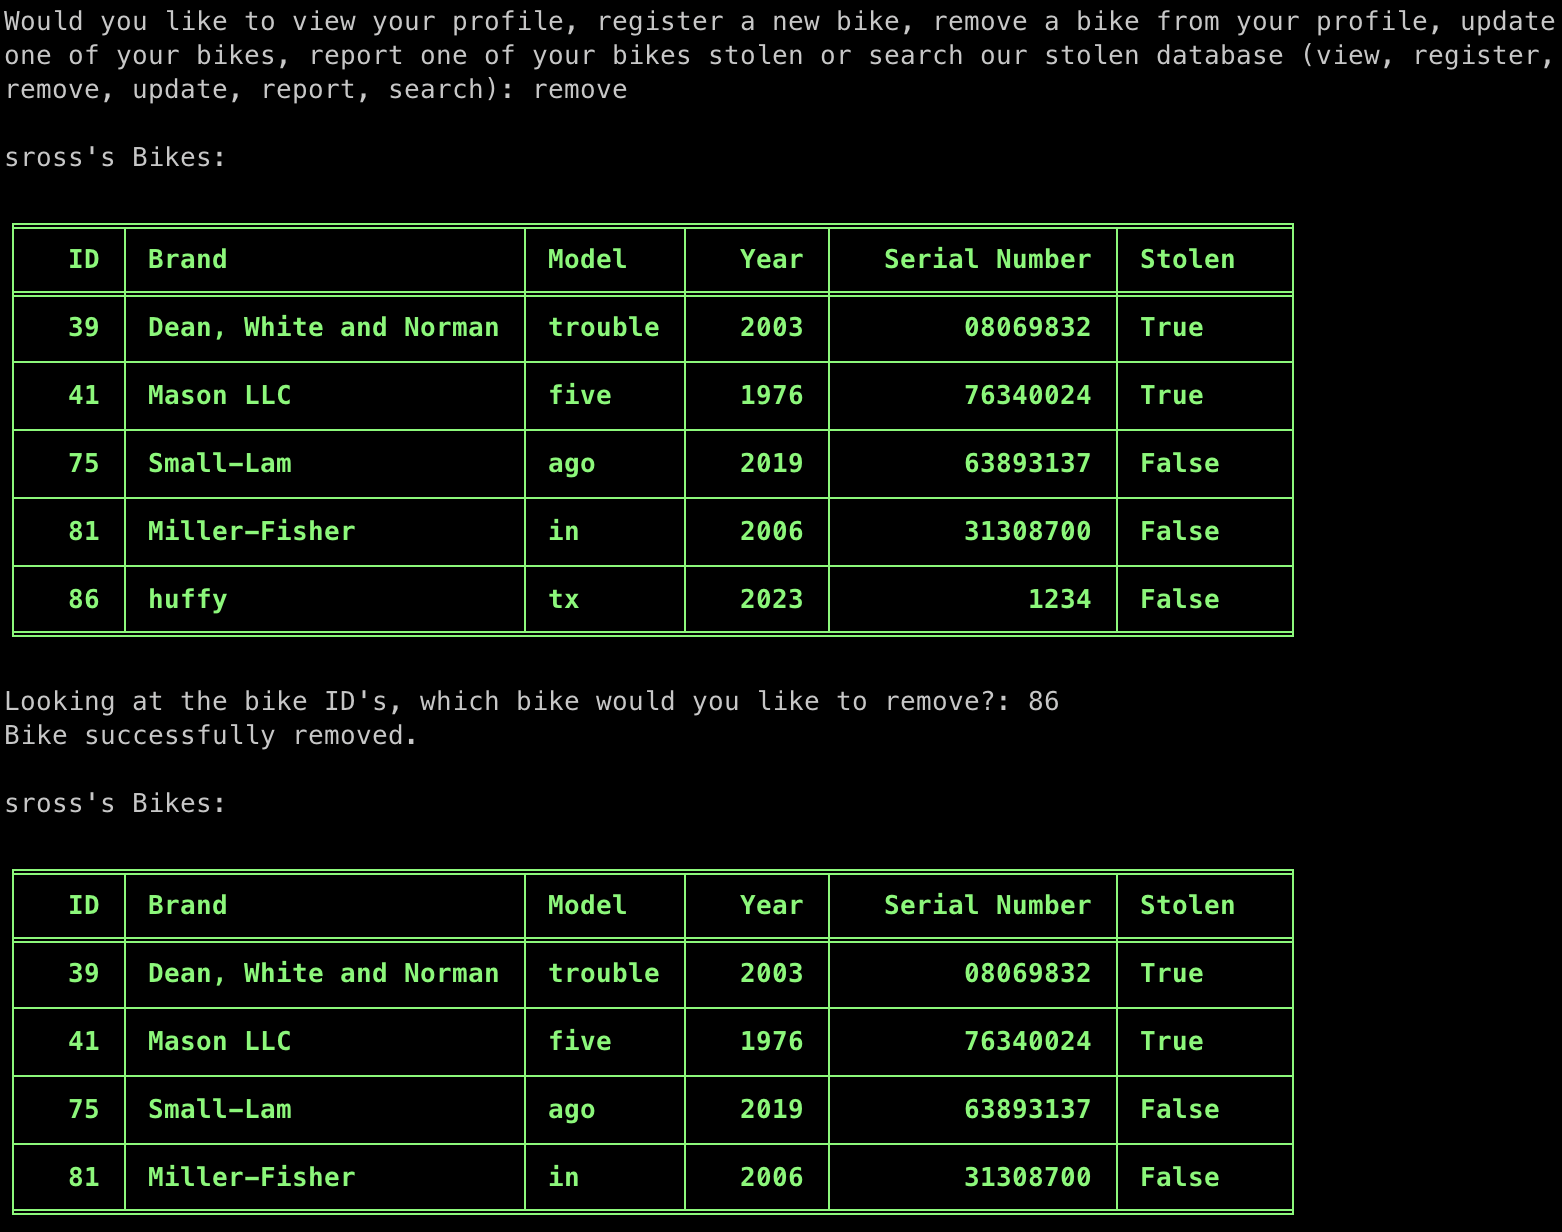 Would you like to view your profile, register a new bike, remove a bike from your profile, update
one of your bikes, report one of your bikes stolen or search our stolen database (view, register,
remove, update, report, search): remove
sross's Bikes:
ID Brand Model Year Serial Number Stolen
39 Dean, White and Norman trouble 2003 08069832 True
41 Mason LLC five 1976 76340024 True
75 Small-Lam ago 2019 63893137 False
81 Miller-Fisher in 2006 31308700 False
86 huffy tx 2023 1234 False
Looking at the bike ID's, which bike would you like to remove?: 86
Bike successfully removed.
sross's Bikes:
ID Brand Model Year Serial Number Stolen
39 Dean, White and Norman trouble 2003 08069832 True
41 Mason LLC five 1976 76340024 True
75 Small-Lam ago 2019 63893137 False
81 Miller-Fisher in 2006 31308700 False